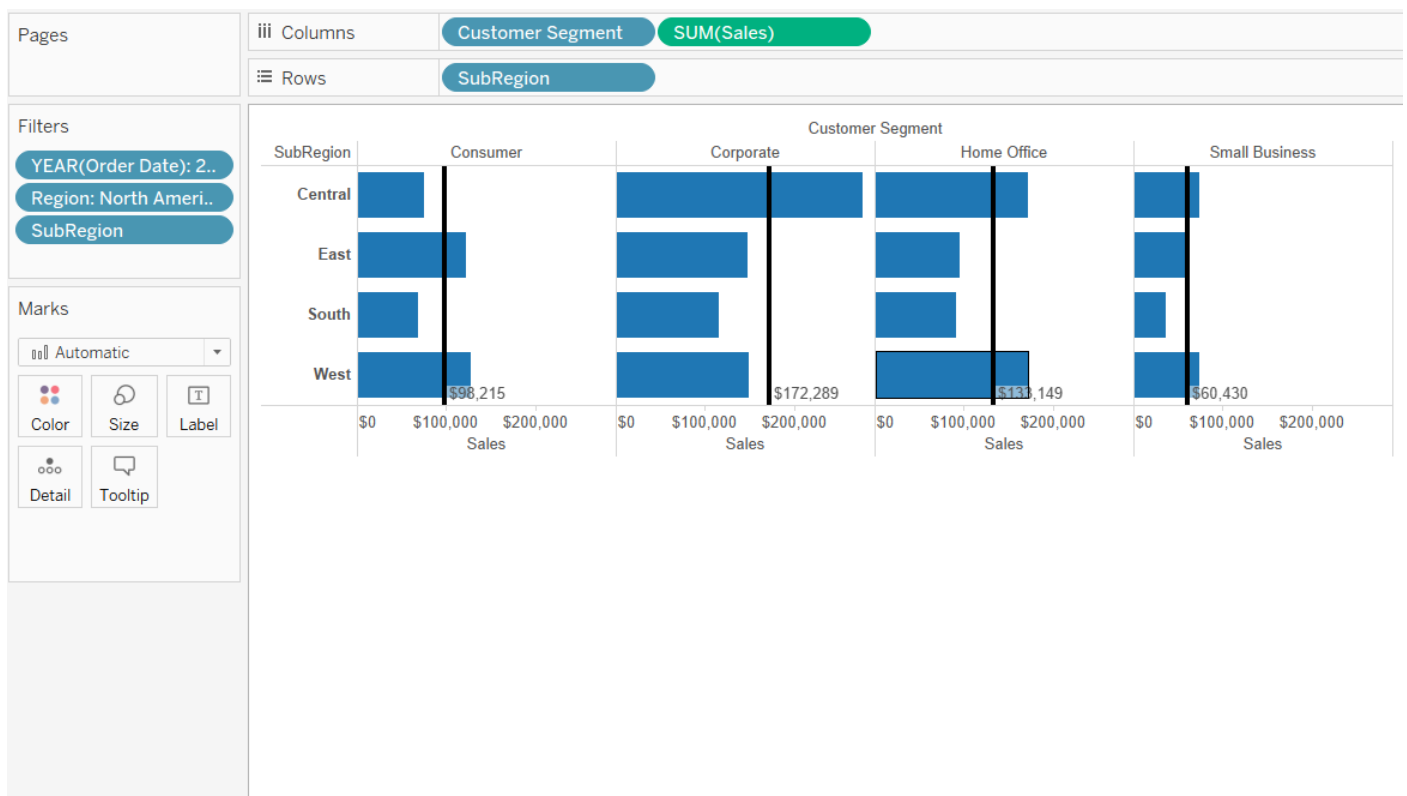 Pages
Columns
Customer Segment
SUM(Sales)
Rows
SubRegion
Filters
YEAR(Order Date): 2..
Region: North Ameri..
SubRegion
Marks
Automatic
Color
Size
T
Label
Detail
Tooltip
Customer Segment
SubRegion Consumer Corporate Home Office Small Business
Central
East
South
West
$98,215 $172,289 $133,149 $60,430
$0 $100,000 $200,000 $0 $100,000 $200,000 $0 $100,000 $200,000 $0 $100,000 $200,000
Sales Sales Sales Sales